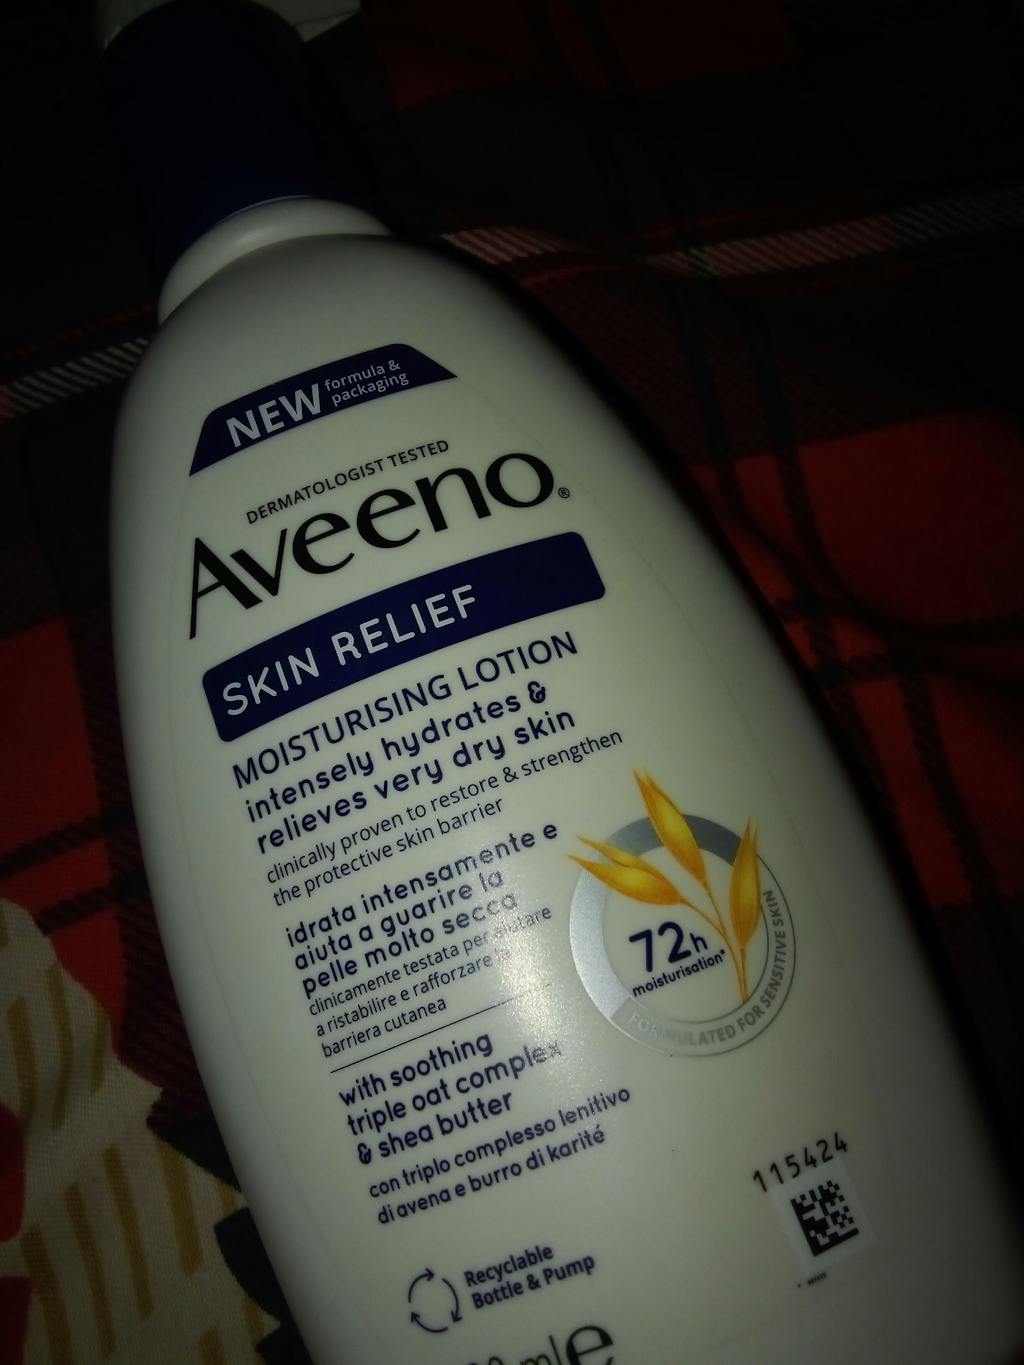 NEW formula &
packaging
DERMATOLOGIST TESTED
Aveeno®
SKIN RELIEF
MOISTURISING LOTION
intensely hydrates &
relieves very dry skin
clinically proven to restore & strengthen
the protective skin barrier
idrata intensamente e
aiuta a guarire la
pelle molto secca
clinicamente testata per aiutare
a ristabilire e rafforzare la
barriera cutanea
72h
moisturisation*
FORMULATED FOR SENSITIVE SKIN
with soothing
triple oat complex
& shea butter
con triplo complesso lenitivo
di avena e burro di karité
115424
Recyclable
Bottle & Pump
ml e